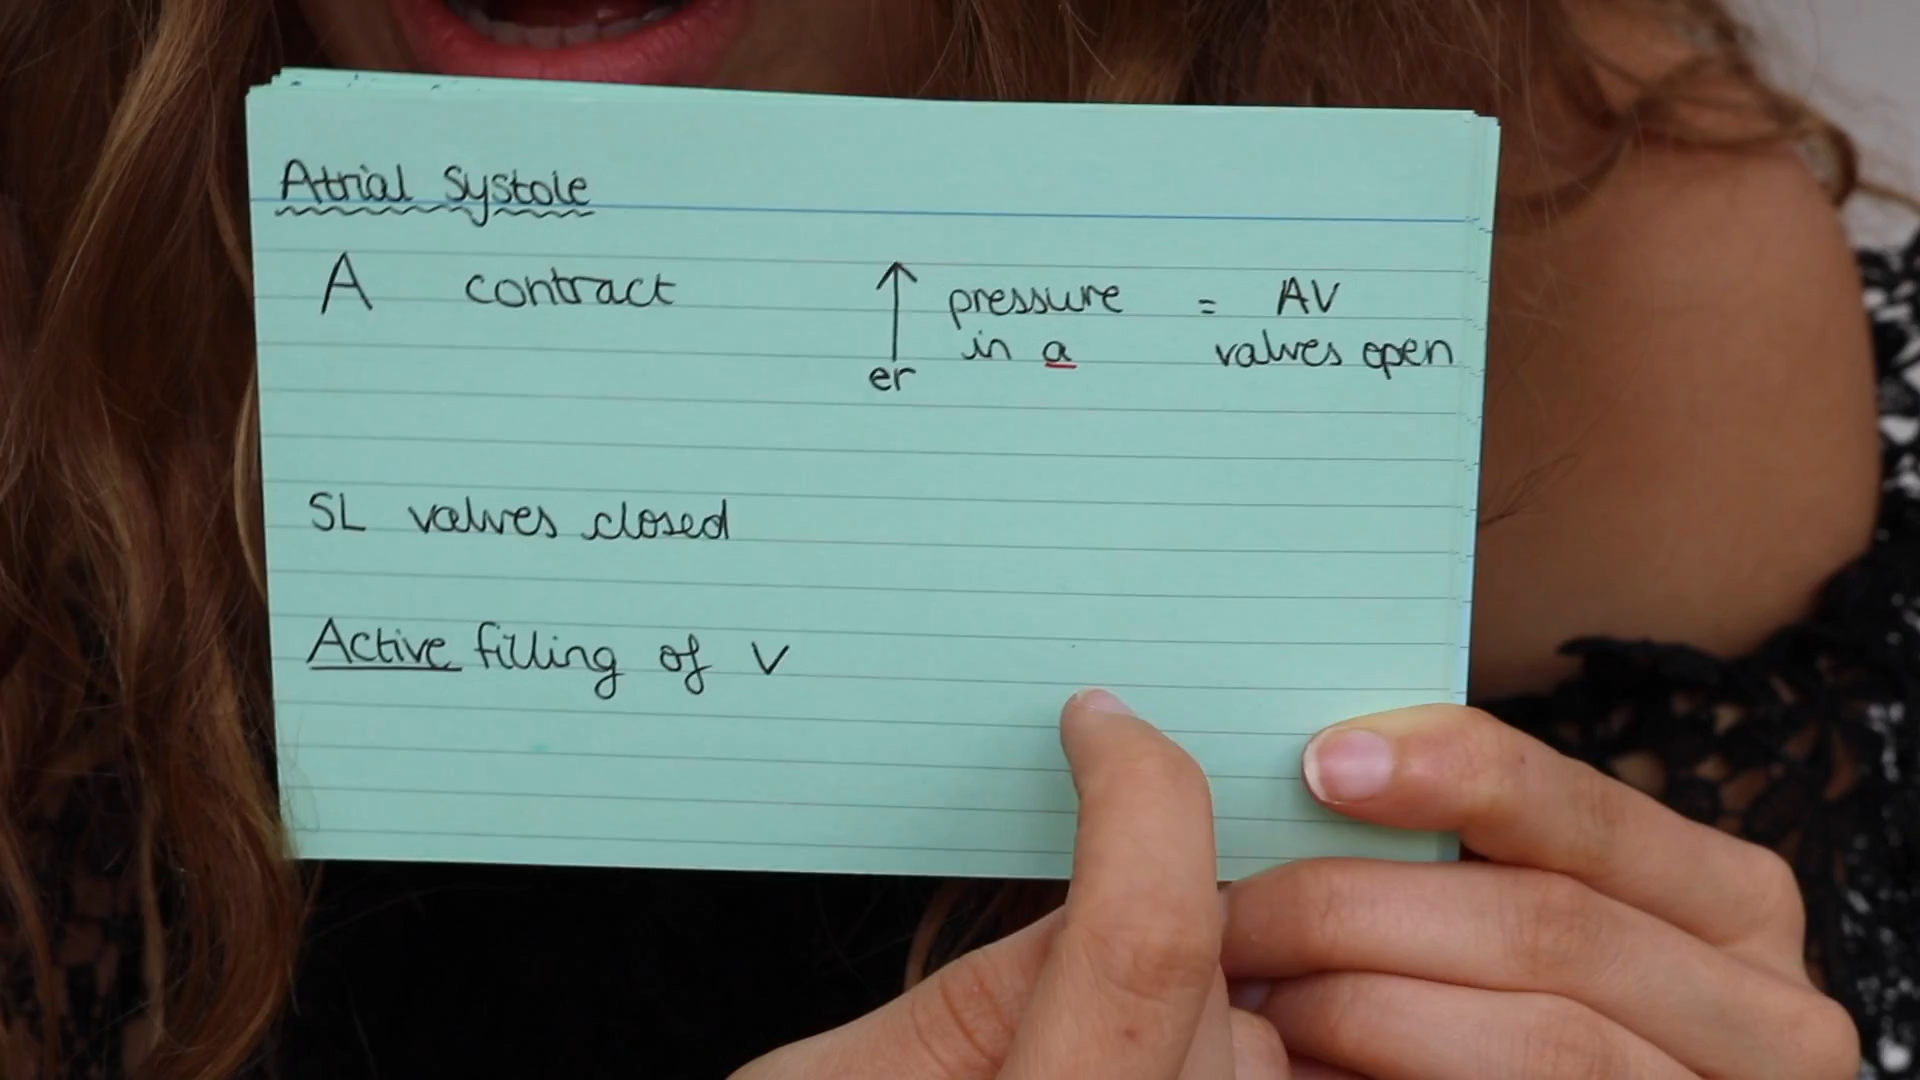 Atrial systole
A contract ↑er pressure in a = AV valves open
SL valves closed
Active filling of V